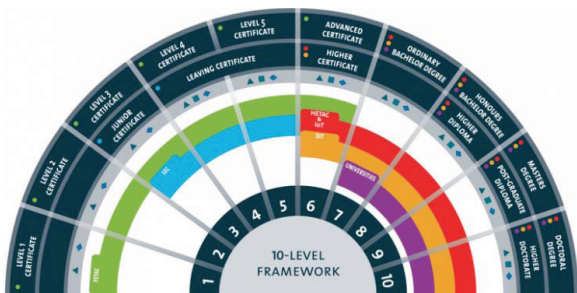 LEVEL 1
CERTIFICATE
LEVEL 2
CERTIFICATE
LEVEL 3
CERTIFICATE
LEVEL 4
CERTIFICATE
LEVEL 5
CERTIFICATE
ADVANCED
CERTIFICATE
ORDINARY
BACHELOR DEGREE
HONOURS
BACHELOR DEGREE
MASTERS
DEGREE
DOCTORAL
DEGREE
JUNIOR
CERTIFICATE
LEAVING CERTIFICATE
HIGHER
CERTIFICATE
HIGHER
DIPLOMA
POST-GRADUATE
DIPLOMA
HIGHER
DOCTORATE
FETAC
HETAC
& IoT
DIT
UNIVERSITIES
1
2
3
4
5
6
7
8
9
10
10-LEVEL
FRAMEWORK